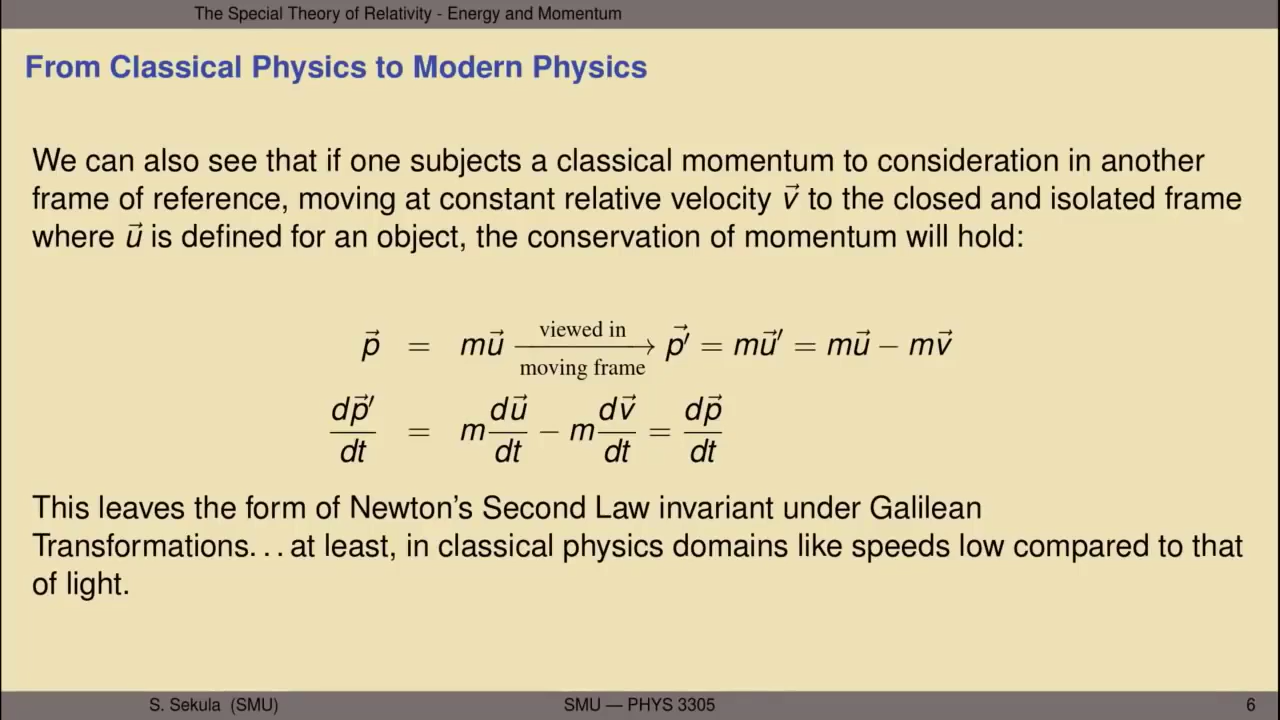 The Special Theory of Relativity - Energy and Momentum
From Classical Physics to Modern Physics
We can also see that if one subjects a classical momentum to consideration in another
frame of reference, moving at constant relative velocity v⃗ to the closed and isolated frame
where u⃗ is defined for an object, the conservation of momentum will hold:
p⃗ = mu⃗ \xrightarrow[moving frame]{viewed in} p⃗′ = mu⃗′ = mu⃗ − mv⃗
dp⃗′/dt = m du⃗/dt − m dv⃗/dt = dp⃗/dt
This leaves the form of Newton's Second Law invariant under Galilean
Transformations. . . at least, in classical physics domains like speeds low compared to that
of light.
S. Sekula (SMU) SMU — PHYS 3305 6